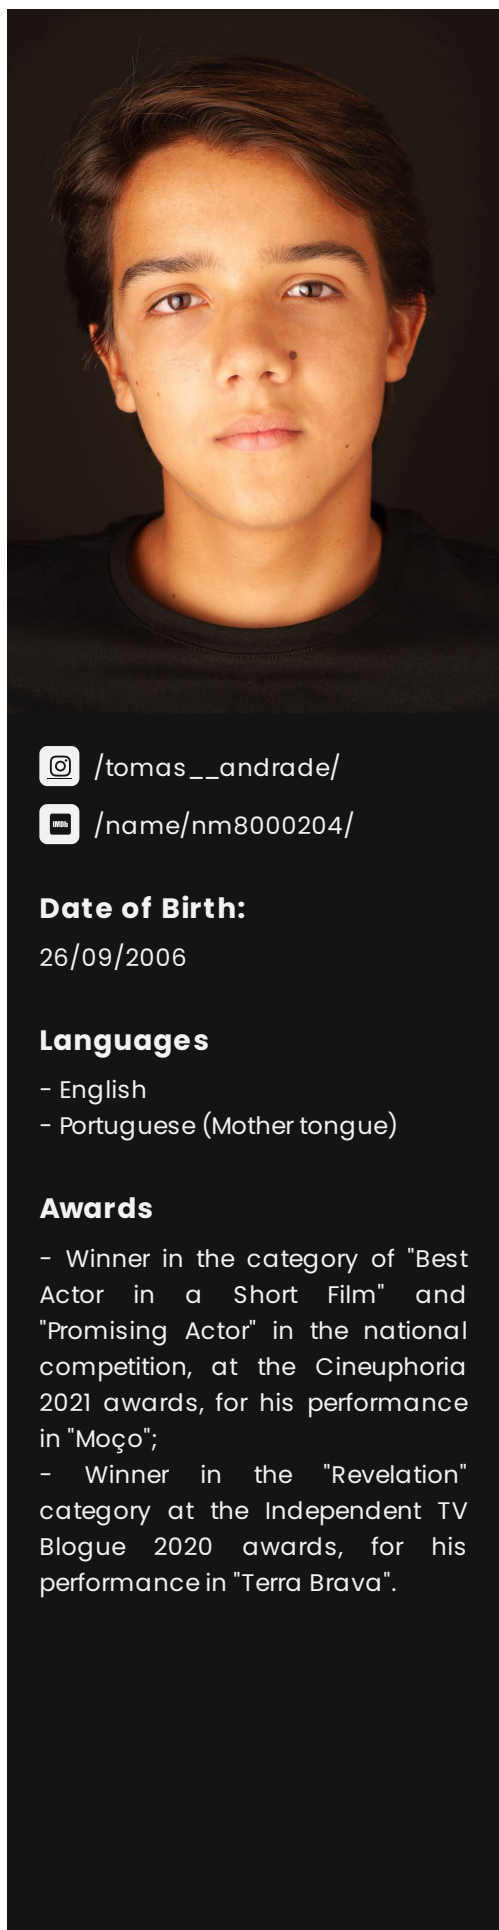 /tomas__andrade/
IMDb
/name/nm8000204/
Date of Birth:
26/09/2006
Languages
- English
- Portuguese (Mother tongue)
Awards
- Winner in the category of "Best
Actor in a Short Film" and
"Promising Actor" in the national
competition, at the Cineuphoria
2021 awards, for his performance
in "Moço";
- Winner in the "Revelation"
category at the Independent TV
Blogue 2020 awards, for his
performance in "Terra Brava".